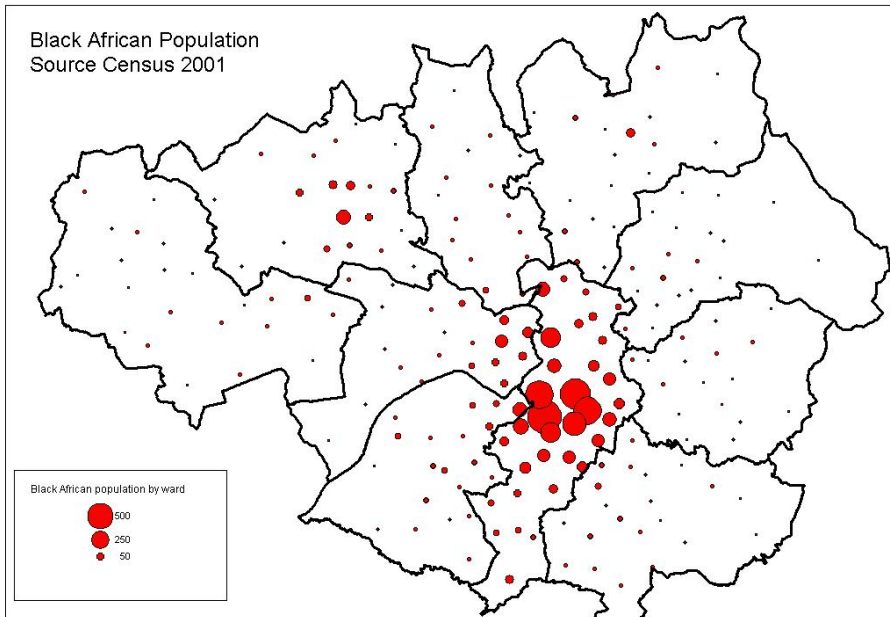 Black African Population
Source Census 2001
Black African population by ward
500
250
50